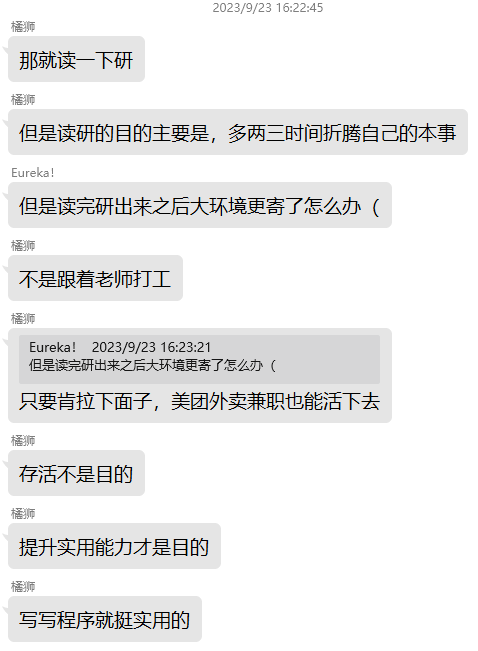 2023/9/23 16:22:45
橘狮
那就读一下研
橘狮
但是读研的目的主要是，多两三时间折腾自己的本事
Eureka!
但是读完研出来之后大环境更寄了怎么办（
橘狮
不是跟着老师打工
橘狮
Eureka! 2023/9/23 16:23:21
但是读完研出来之后大环境更寄了怎么办（
只要肯拉下面子，美团外卖兼职也能活下去
橘狮
存活不是目的
橘狮
提升实用能力才是目的
橘狮
写写程序就挺实用的